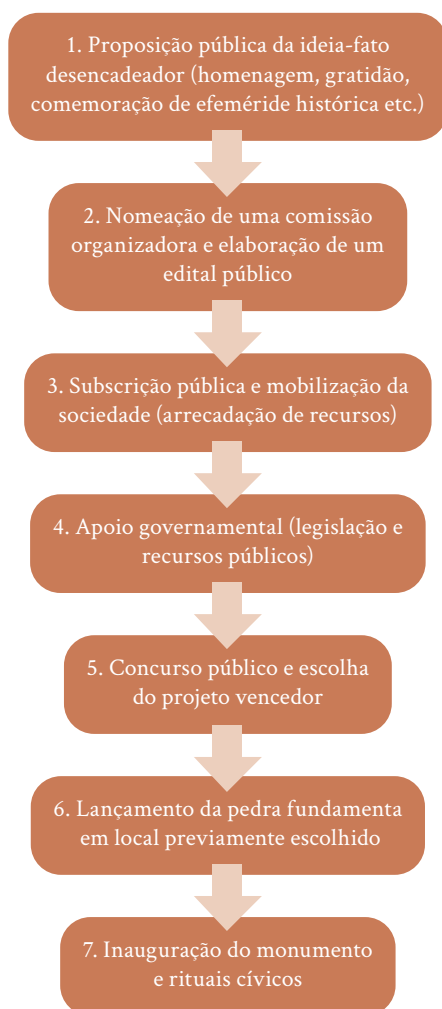 1. Proposição pública da ideia-fato
desencadeador (homenagem, gratidão,
comemoração de efeméride histórica etc.)
2. Nomeação de uma comissão
organizadora e elaboração de um
edital público
3. Subscrição pública e mobilização da
sociedade (arrecadação de recursos)
4. Apoio governamental (legislação e
recursos públicos)
5. Concurso público e escolha
do projeto vencedor
6. Lançamento da pedra fundamenta
em local previamente escolhido
7. Inauguração do monumento
e rituais cívicos